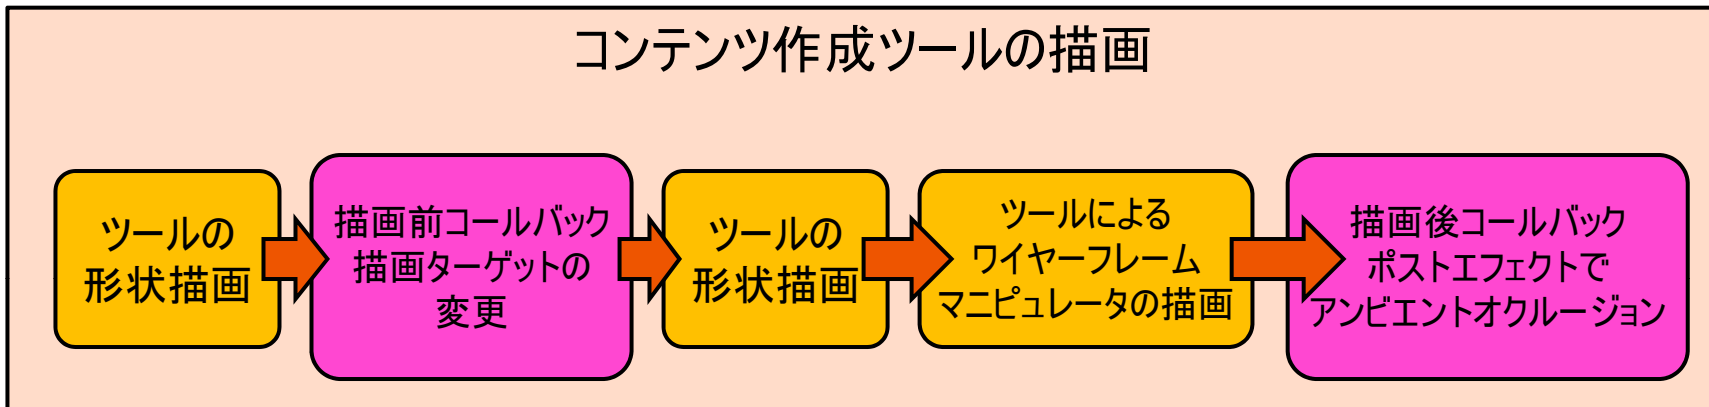 コンテンツ作成ツールの描画
ツールの
形状描画
描画前コールバック
描画ターゲットの
変更
ツールの
形状描画
ツールによる
ワイヤーフレーム
マニピュレータの描画
描画後コールバック
ポストエフェクトで
アンビエントオクルージョン